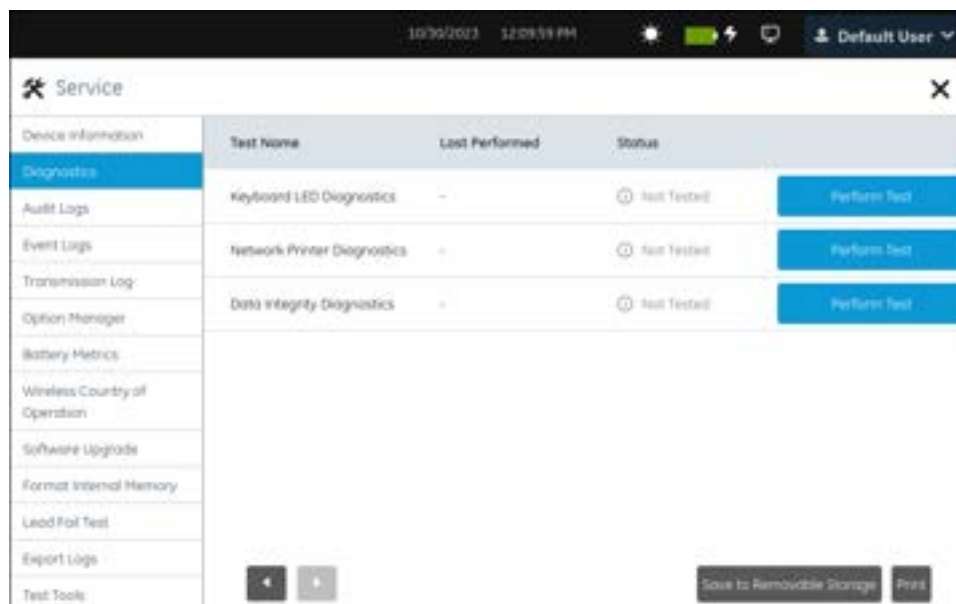 10/30/2023 12:09:59 PM Default User
Service
Device Information
Diagnostics
Audit Logs
Event Logs
Transmission Log
Option Manager
Battery Metrics
Wireless Country of
Operation
Software Upgrade
Format Internal Memory
Lead Fail Test
Export Logs
Test Tools
Test Name Last Performed Status
Keyboard LED Diagnostics - Not Tested Perform Test
Network Printer Diagnostics - Not Tested Perform Test
Data Integrity Diagnostics - Not Tested Perform Test
Save to Removable Storage Print